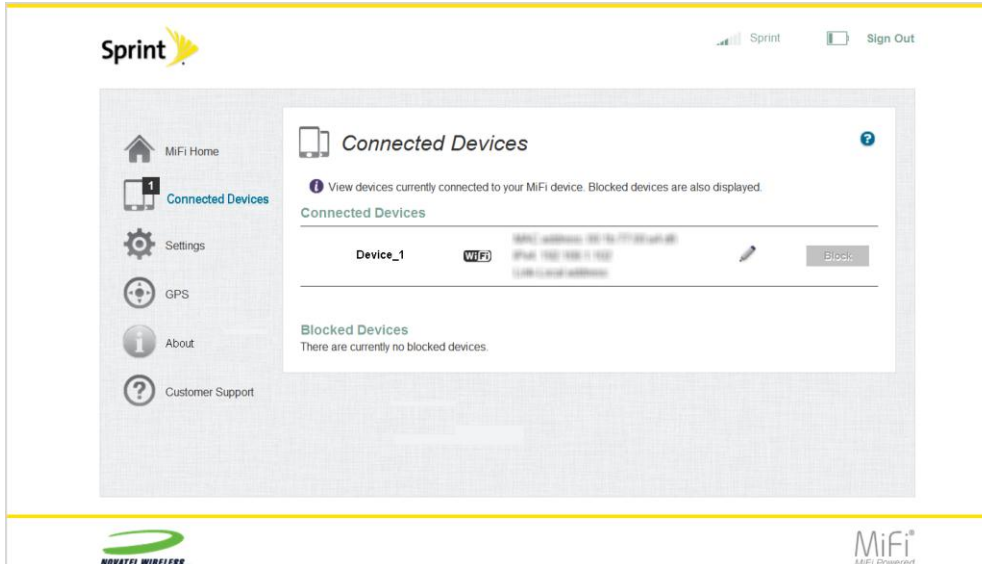 Sprint
Sprint
Sign Out
MiFi Home
1
Connected Devices
Settings
GPS
About
Customer Support
Connected Devices
?
View devices currently connected to your MiFi device. Blocked devices are also displayed.
Connected Devices
Device_1
WiFi
Block
Blocked Devices
There are currently no blocked devices.
NOVATEL WIRELESS
MiFi®
MiFi Powered